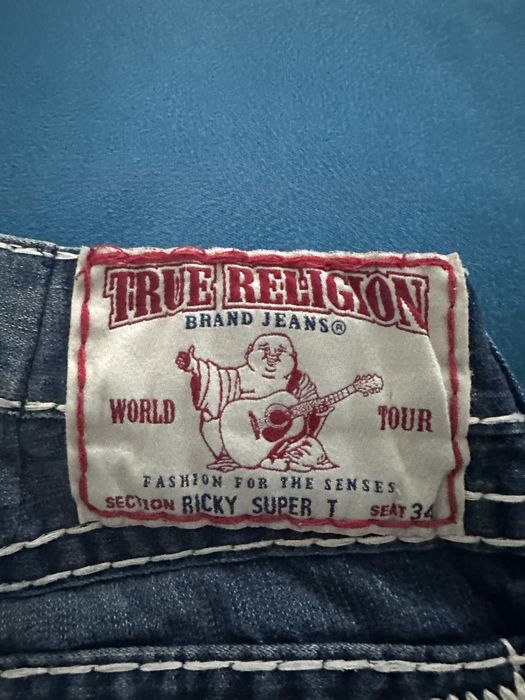 TRUE RELIGION
BRAND JEANS®
WORLD TOUR
FASHION FOR THE SENSES
SECTION RICKY SUPER T SEAT 34